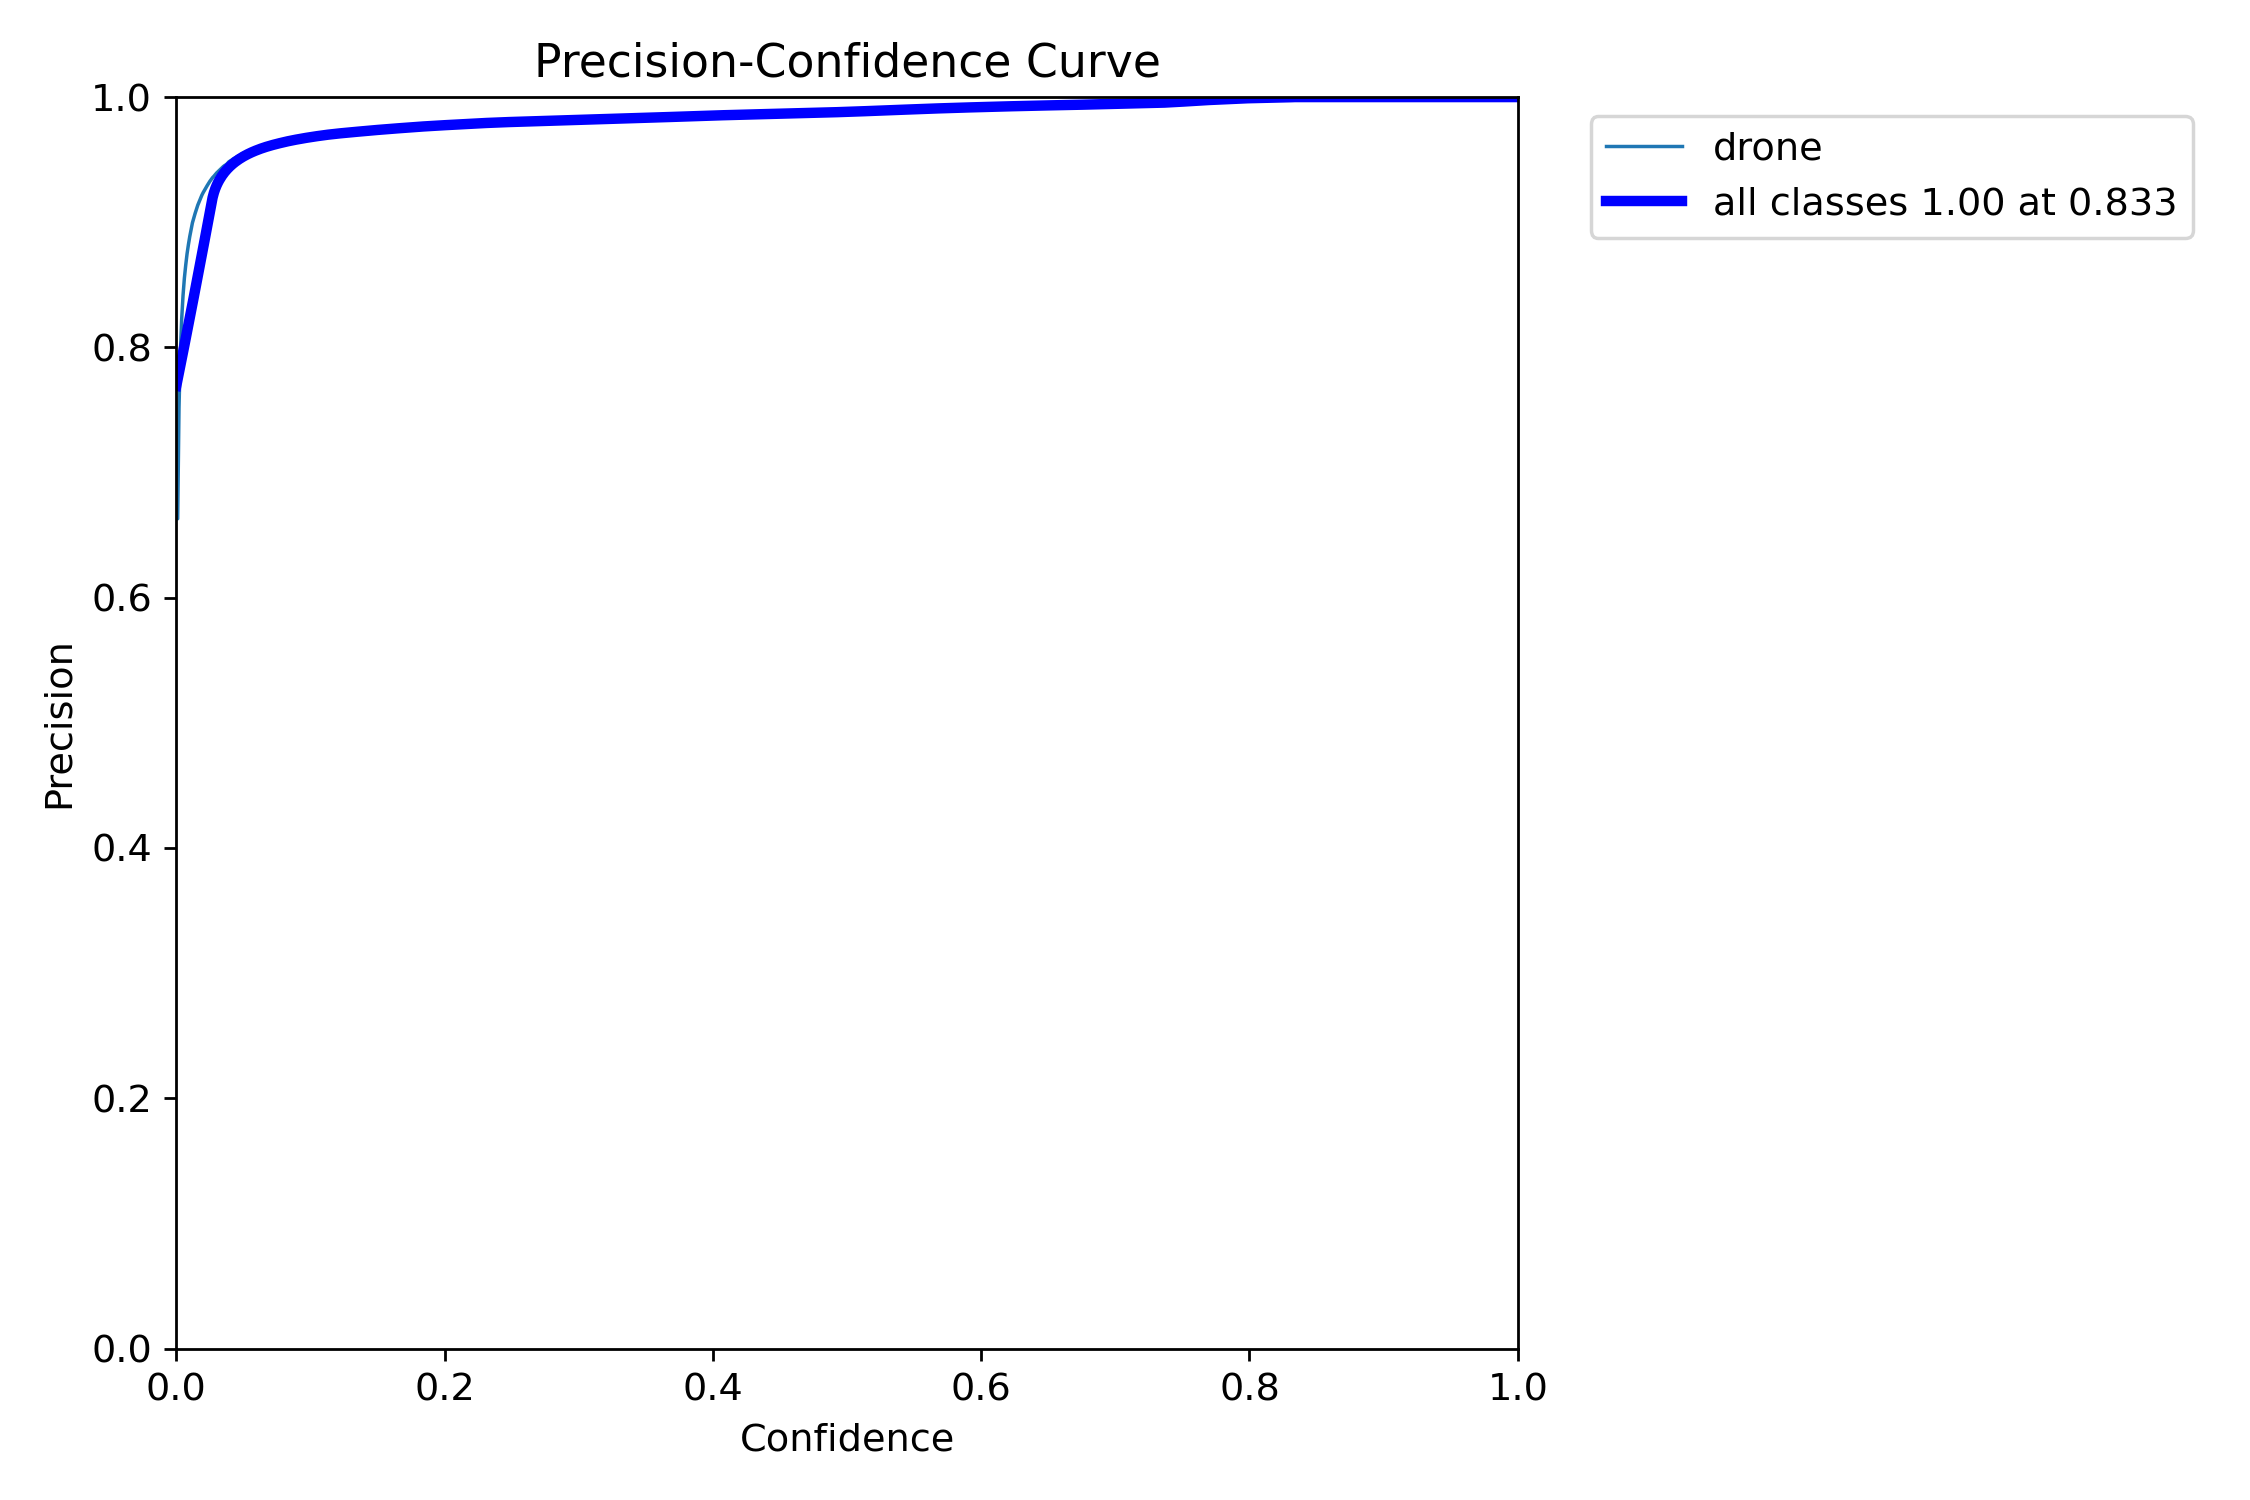 Precision-Confidence Curve
1.0
0.8
0.6
0.4
0.2
0.0
Precision
0.0 0.2 0.4 0.6 0.8 1.0
Confidence
drone
all classes 1.00 at 0.833